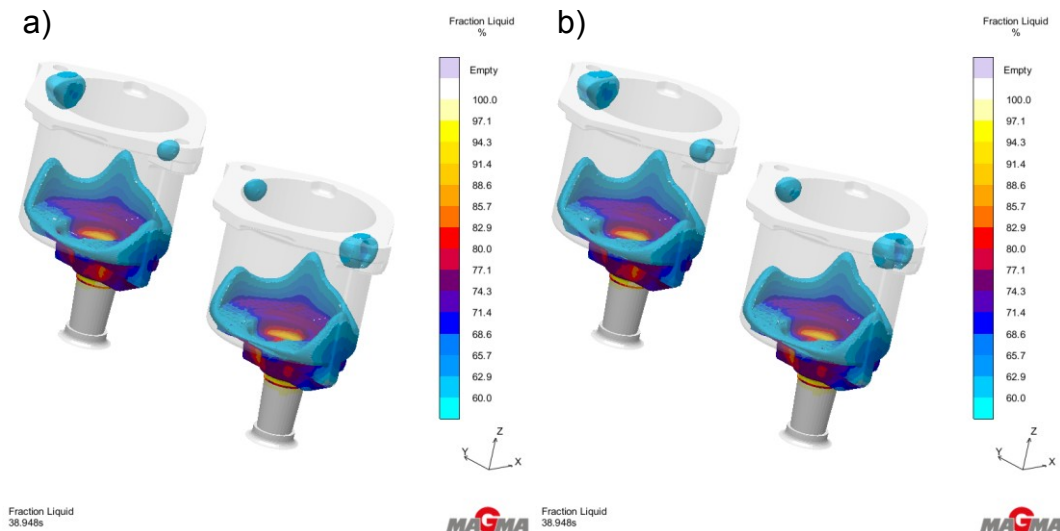 a)
Fraction Liquid
%
Empty
100.0
97.1
94.3
91.4
88.6
85.7
82.9
80.0
77.1
74.3
71.4
68.6
65.7
62.9
60.0
Z
Y
X
Fraction Liquid
38.948s
MAGMA
b)
Fraction Liquid
%
Empty
100.0
97.1
94.3
91.4
88.6
85.7
82.9
80.0
77.1
74.3
71.4
68.6
65.7
62.9
60.0
Z
Y
X
Fraction Liquid
38.948s
MAGMA